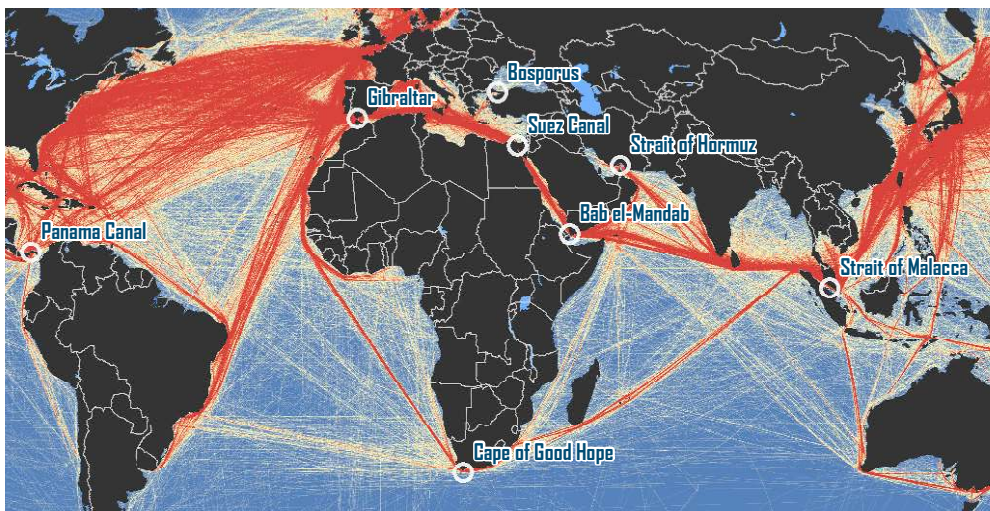 Bosporus
Gibraltar
Suez Canal
Strait of Hormuz
Bab el-Mandab
Panama Canal
Strait of Malacca
Cape of Good Hope